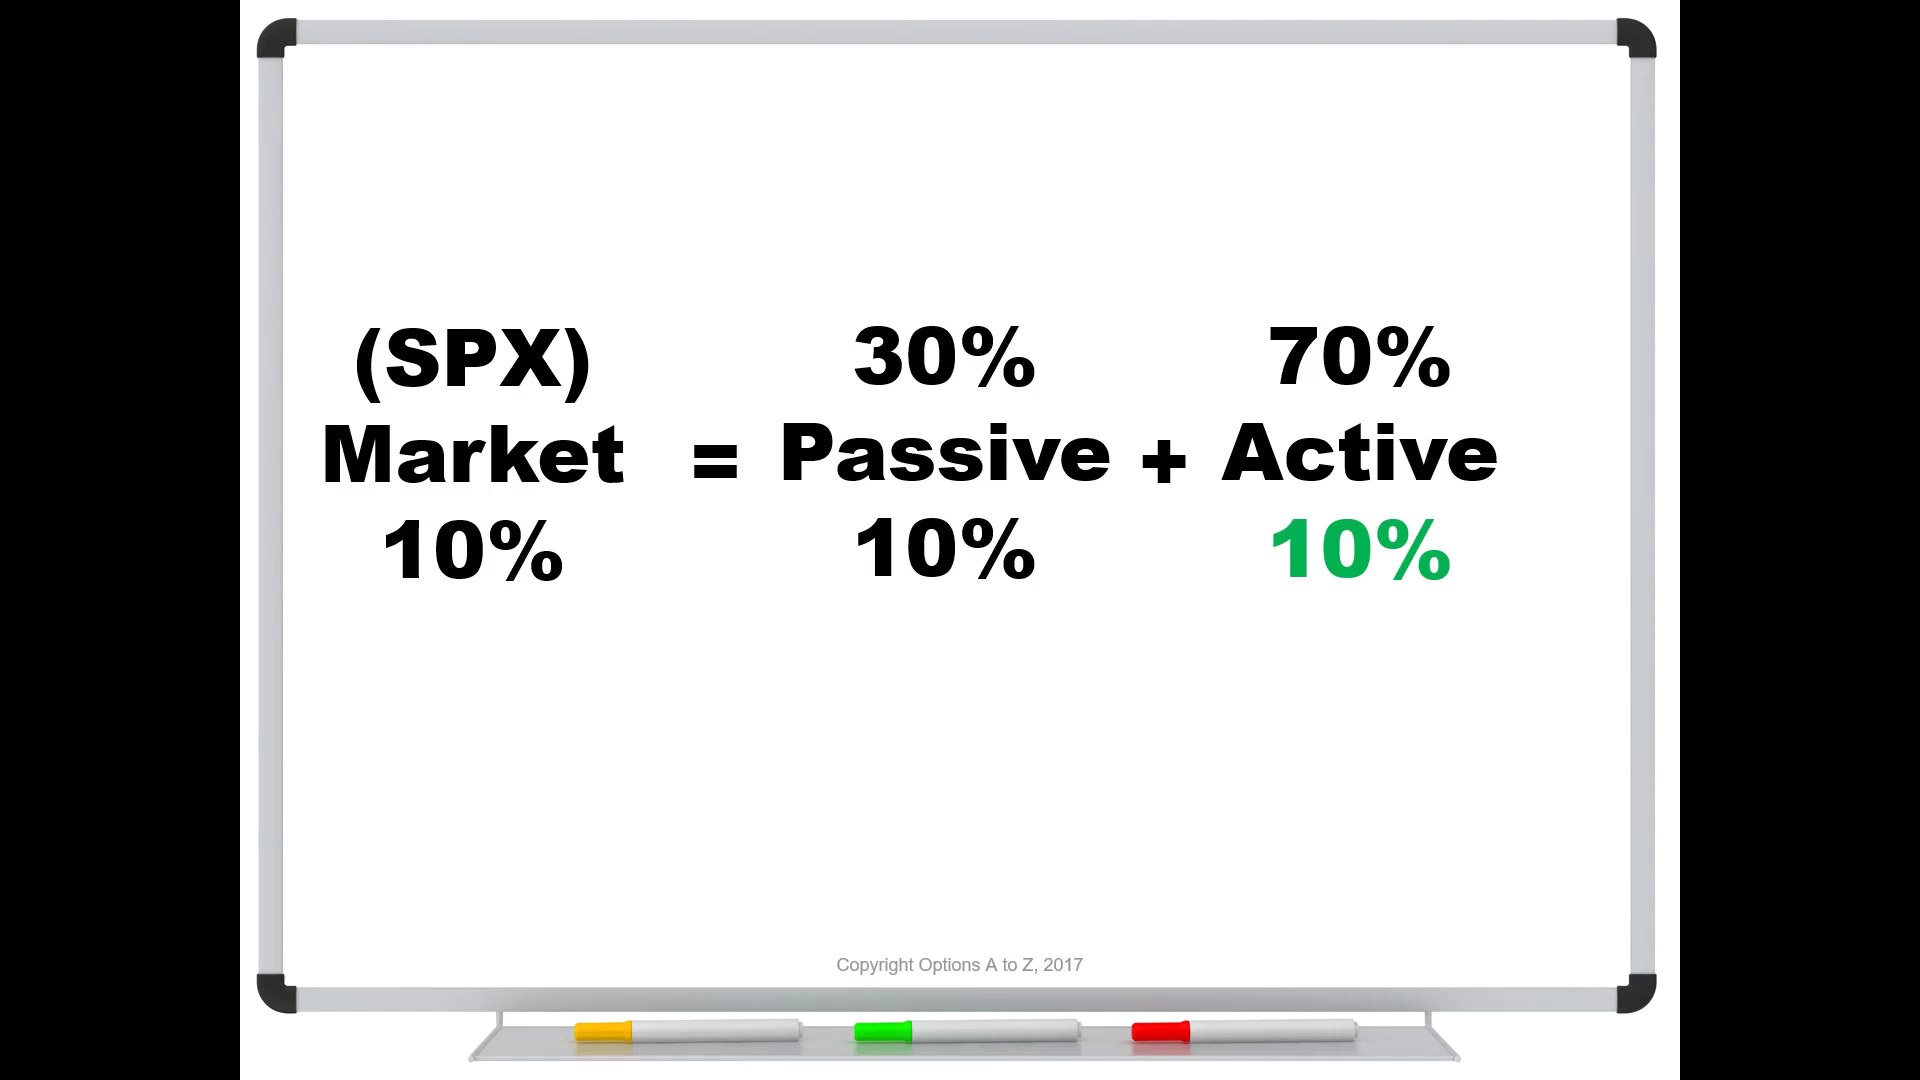 (SPX) 30% 70%
Market = Passive + Active
10% 10% 10%
Copyright Options A to Z, 2017